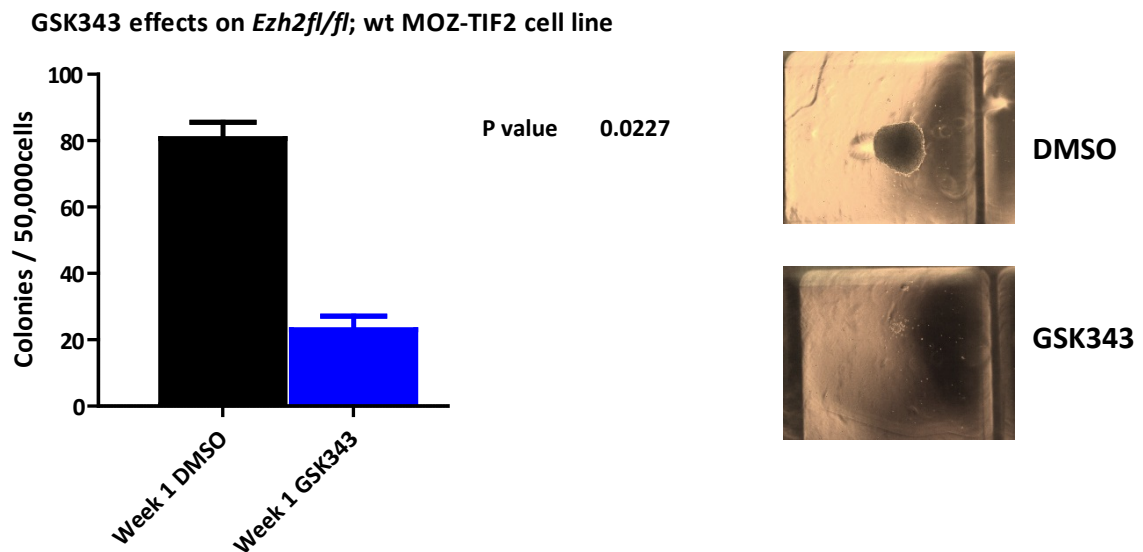 GSK343 effects on Ezh2fl/fl; wt MOZ-TIF2 cell line
Colonies / 50,000cells
100
80
60
40
20
0
Week 1 DMSO
Week 1 GSK343
P value 0.0227
DMSO
GSK343